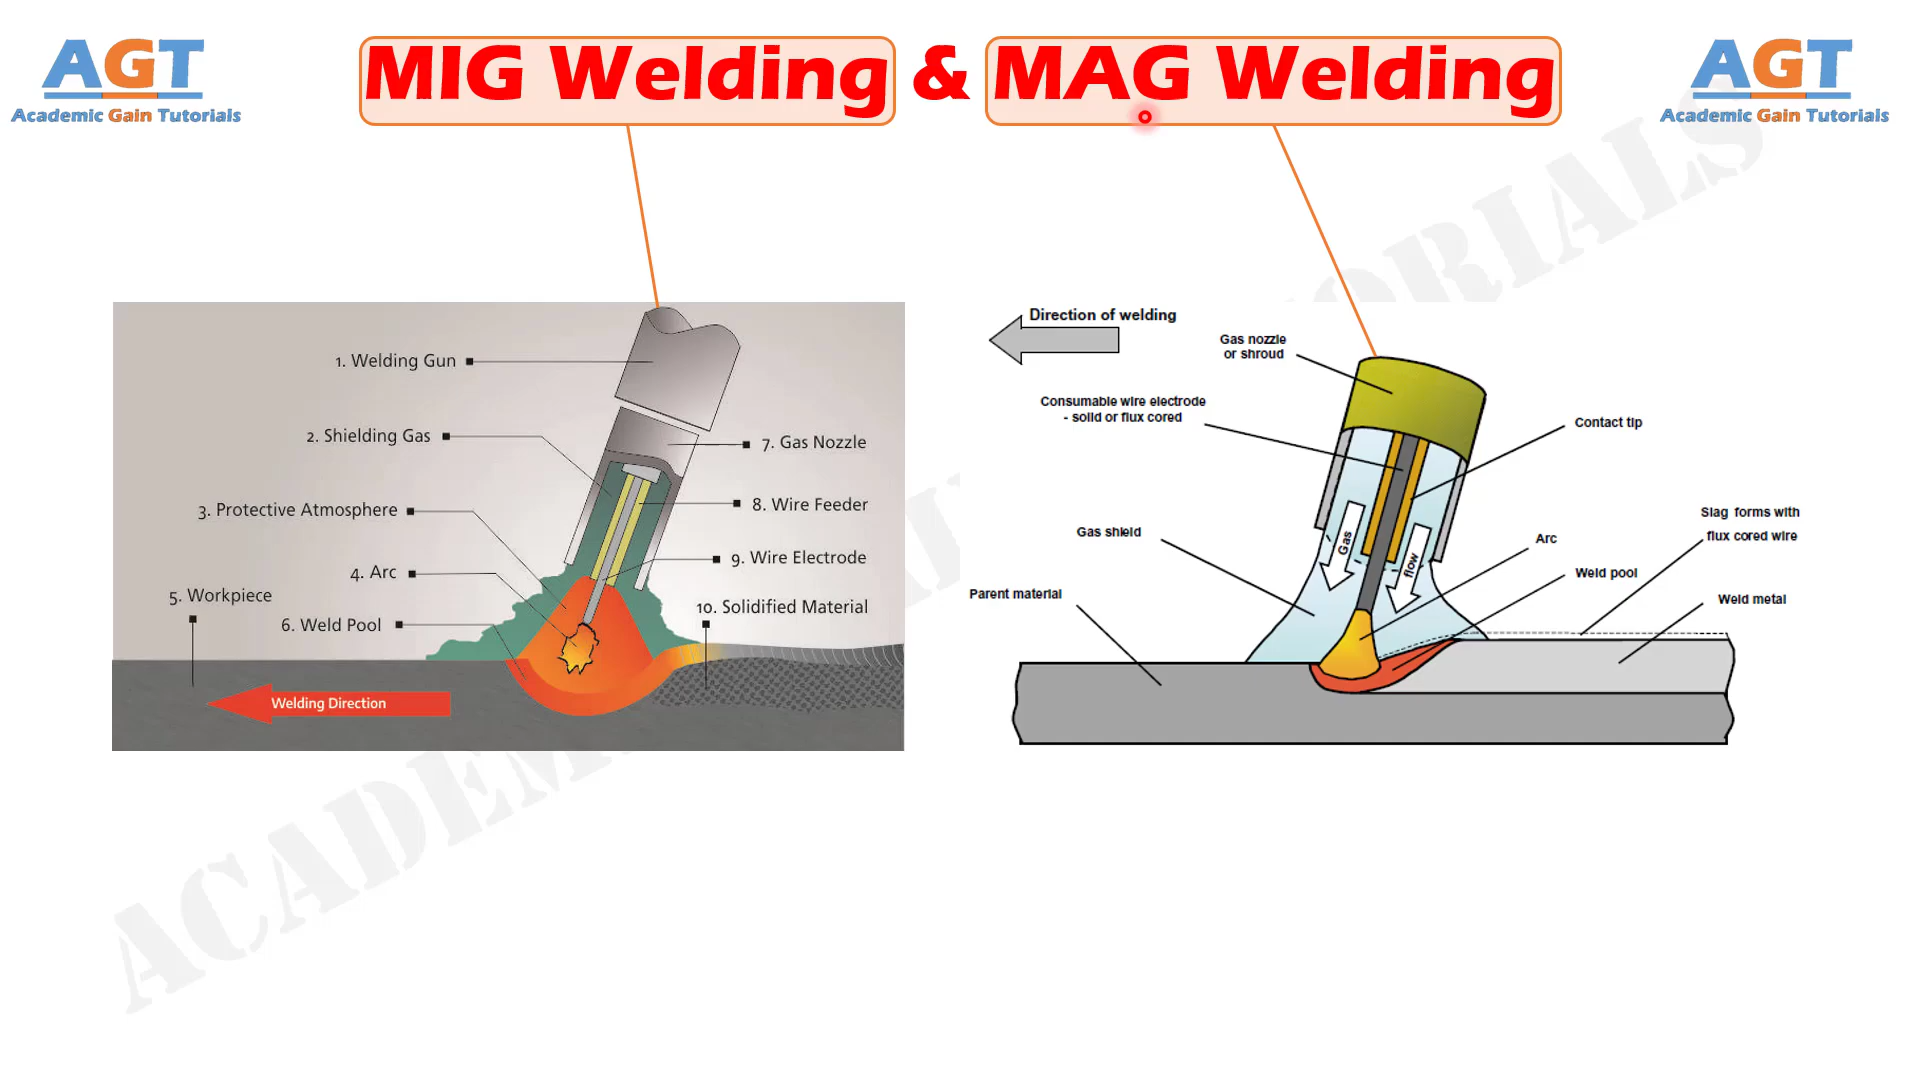 AGT
Academic Gain Tutorials
MIG Welding & MAG Welding
AGT
Academic Gain Tutorials
1. Welding Gun
2. Shielding Gas
3. Protective Atmosphere
4. Arc
5. Workpiece
6. Weld Pool
7. Gas Nozzle
8. Wire Feeder
9. Wire Electrode
10. Solidified Material
Welding Direction
Direction of welding
Gas nozzle
or shroud
Consumable wire electrode
- solid or flux cored
Contact tip
Gas shield
Gas
flow
Arc
Slag forms with
flux cored wire
Weld pool
Parent material
Weld metal